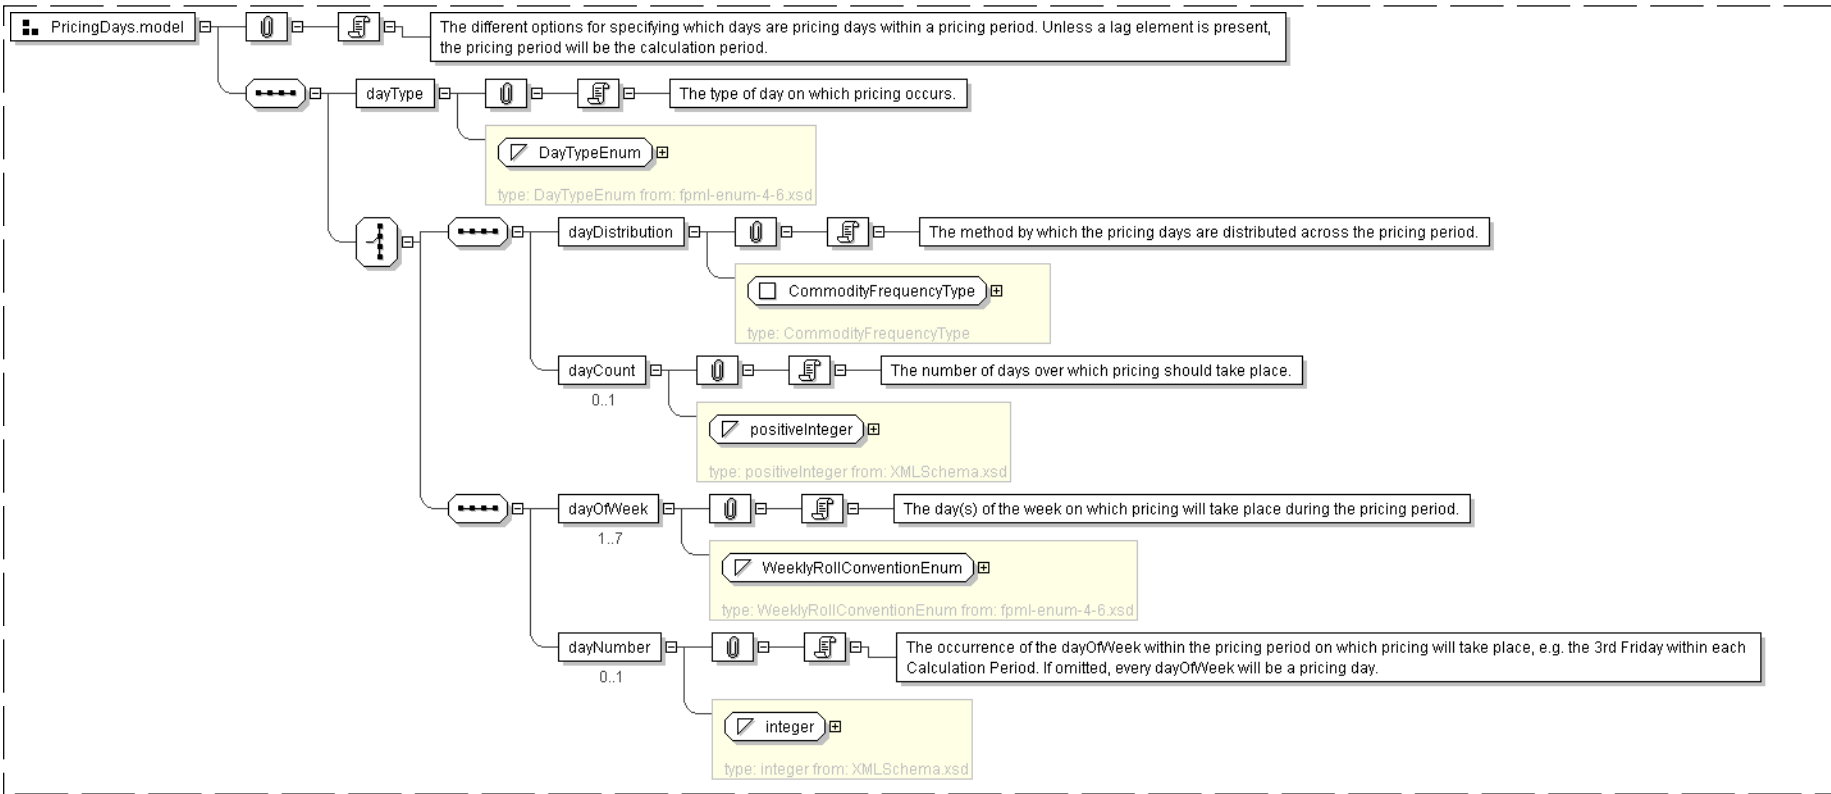 PricingDays.model
The different options for specifying which days are pricing days within a pricing period. Unless a lag element is present,
the pricing period will be the calculation period.
dayType
The type of day on which pricing occurs.
DayTypeEnum
type: DayTypeEnum from: fpml-enum-4-6.xsd
dayDistribution
The method by which the pricing days are distributed across the pricing period.
CommodityFrequencyType
type: CommodityFrequencyType
dayCount
The number of days over which pricing should take place.
0..1
positiveInteger
type: positiveInteger from: XMLSchema.xsd
dayOfWeek
The day(s) of the week on which pricing will take place during the pricing period.
1..7
WeeklyRollConventionEnum
type: WeeklyRollConventionEnum from: fpml-enum-4-6.xsd
dayNumber
The occurrence of the dayOfWeek within the pricing period on which pricing will take place, e.g. the 3rd Friday within each
Calculation Period. If omitted, every dayOfWeek will be a pricing day.
0..1
integer
type: integer from: XMLSchema.xsd